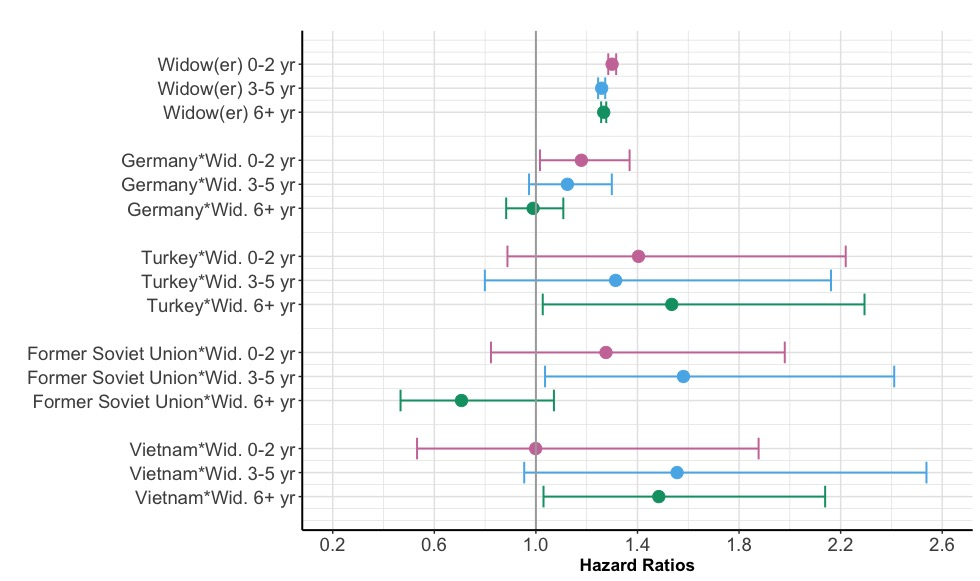 Widow(er) 0-2 yr
Widow(er) 3-5 yr
Widow(er) 6+ yr
Germany*Wid. 0-2 yr
Germany*Wid. 3-5 yr
Germany*Wid. 6+ yr
Turkey*Wid. 0-2 yr
Turkey*Wid. 3-5 yr
Turkey*Wid. 6+ yr
Former Soviet Union*Wid. 0-2 yr
Former Soviet Union*Wid. 3-5 yr
Former Soviet Union*Wid. 6+ yr
Vietnam*Wid. 0-2 yr
Vietnam*Wid. 3-5 yr
Vietnam*Wid. 6+ yr
0.2 0.6 1.0 1.4 1.8 2.2 2.6
Hazard Ratios